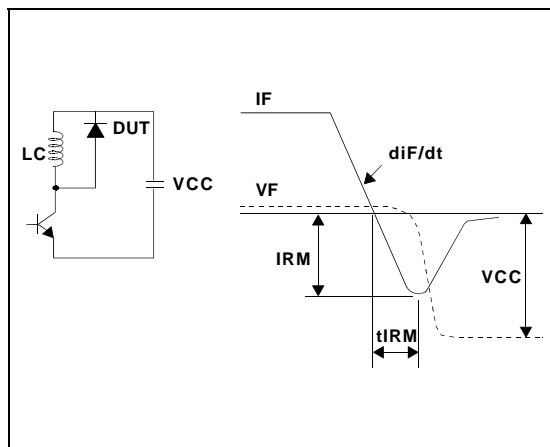 DUT
LC
VCC
IF
diF/dt
VF
IRM
VCC
tIRM